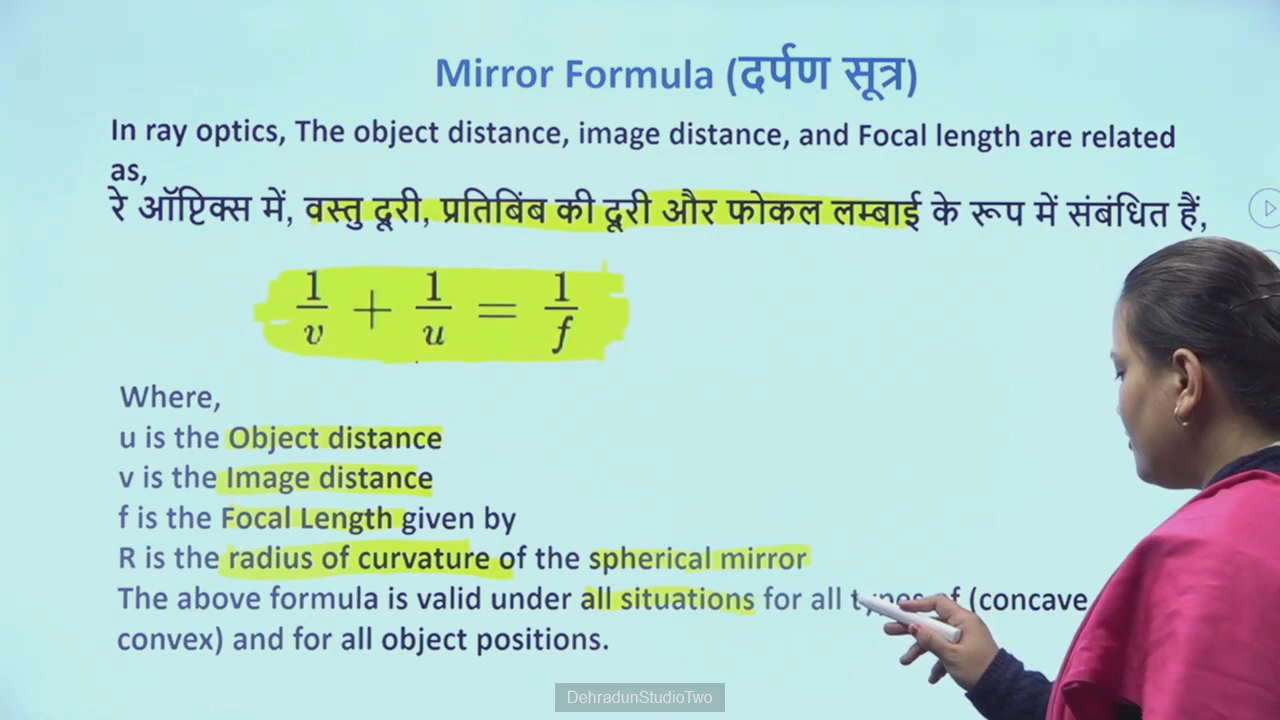 Mirror Formula (दर्पण सूत्र)
In ray optics, The object distance, image distance, and Focal length are related
as,
रे ऑप्टिक्स में, वस्तु दूरी, प्रतिबिंब की दूरी और फोकल लम्बाई के रूप में संबंधित हैं,
1/v + 1/u = 1/f
Where,
u is the Object distance
v is the Image distance
f is the Focal Length given by
R is the radius of curvature of the spherical mirror
The above formula is valid under all situations for all types of (concave
convex) and for all object positions.
DehradunStudioTwo